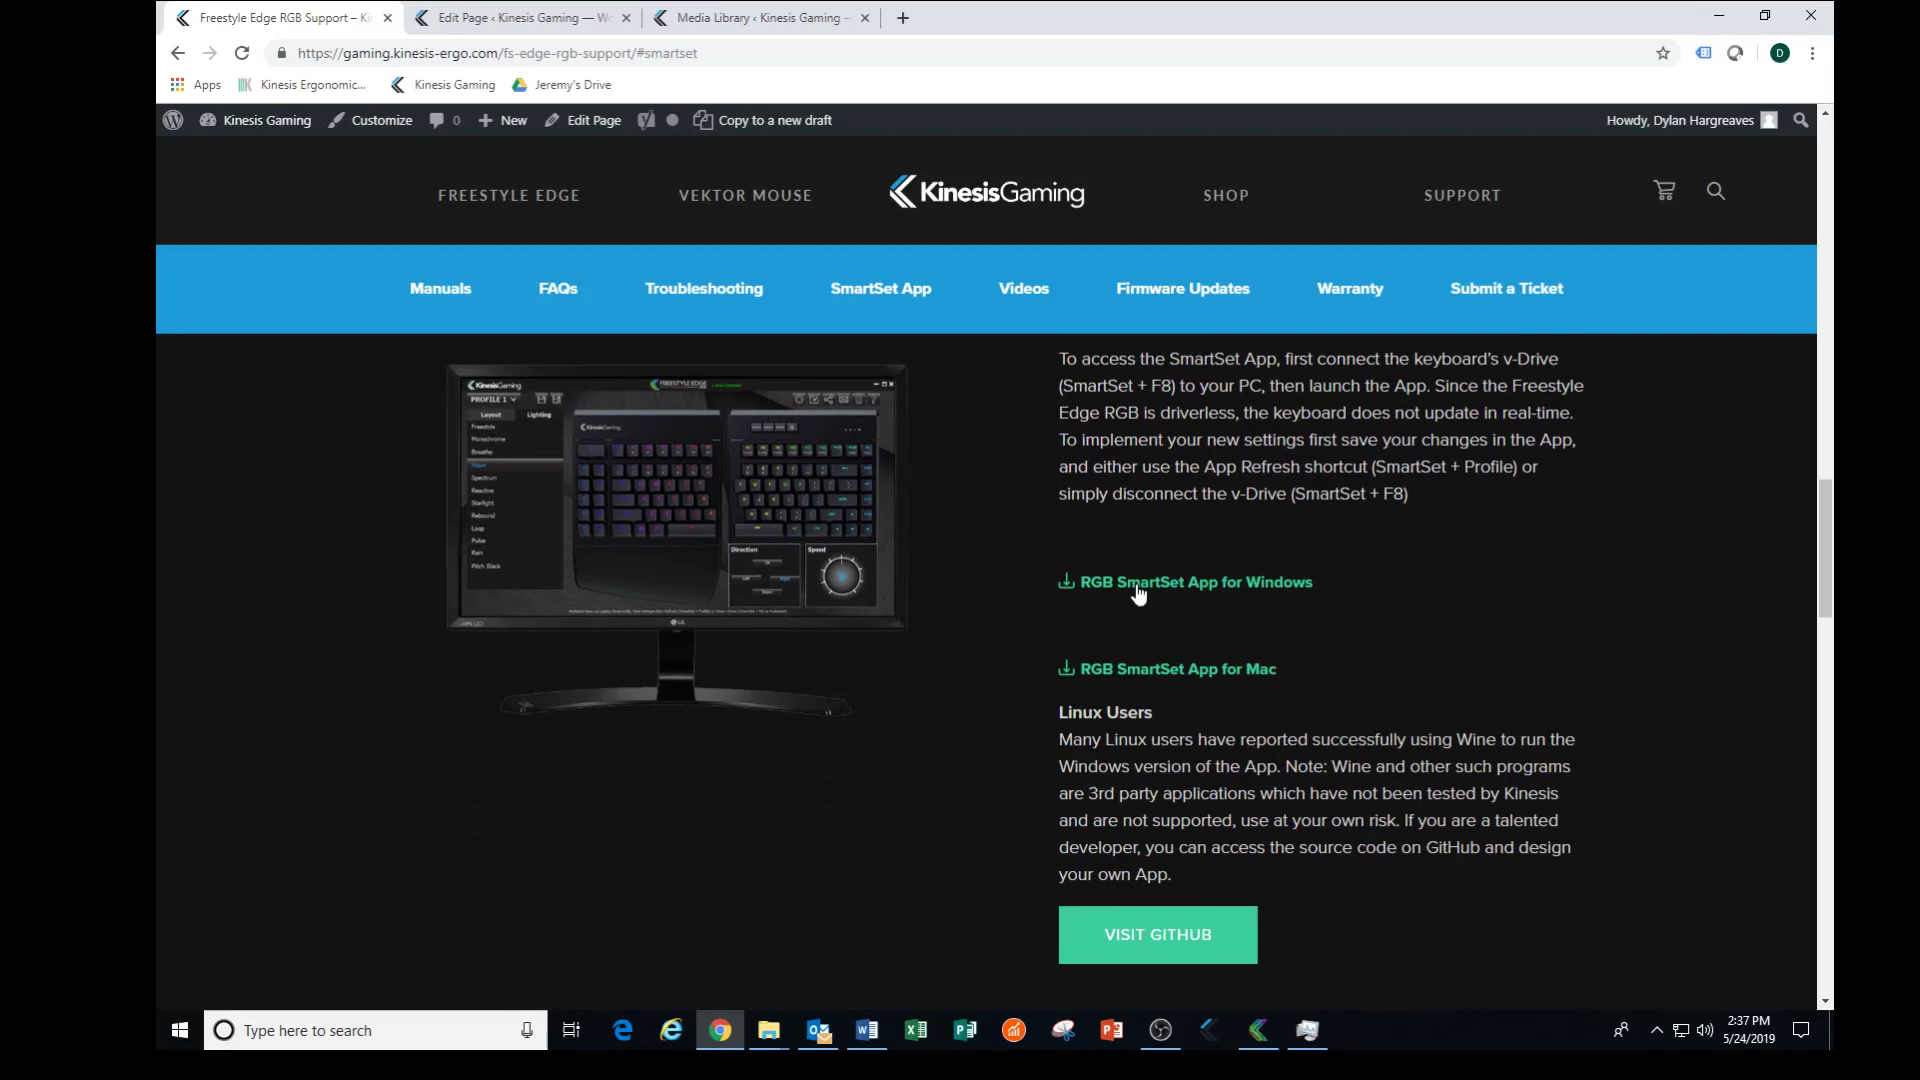 Freestyle Edge RGB Support – Ki
Edit Page ‹ Kinesis Gaming — Wo
Media Library ‹ Kinesis Gaming –
https://gaming.kinesis-ergo.com/fs-edge-rgb-support/#smartset
D
Apps
Kinesis Ergonomic...
Kinesis Gaming
Jeremy's Drive
Kinesis Gaming
Customize
0
New
Edit Page
Copy to a new draft
Howdy, Dylan Hargreaves
FREESTYLE EDGE
VEKTOR MOUSE
KinesisGaming
SHOP
SUPPORT
Manuals
FAQs
Troubleshooting
SmartSet App
Videos
Firmware Updates
Warranty
Submit a Ticket
KinesisGaming
FREESTYLE EDGE
PROFILE 1
Layout
Lighting
Freestyle
Monochrome
Breathe
Wave
Spectrum
Reactive
Starlight
Rebound
Loop
Pulse
Rain
Pitch Black
KinesisGaming
Direction
Speed
LG
To access the SmartSet App, first connect the keyboard's v-Drive
(SmartSet + F8) to your PC, then launch the App. Since the Freestyle
Edge RGB is driverless, the keyboard does not update in real-time.
To implement your new settings first save your changes in the App,
and either use the App Refresh shortcut (SmartSet + Profile) or
simply disconnect the v-Drive (SmartSet + F8)
RGB SmartSet App for Windows
RGB SmartSet App for Mac
Linux Users
Many Linux users have reported successfully using Wine to run the
Windows version of the App. Note: Wine and other such programs
are 3rd party applications which have not been tested by Kinesis
and are not supported, use at your own risk. If you are a talented
developer, you can access the source code on GitHub and design
your own App.
VISIT GITHUB
Type here to search
2:37 PM
5/24/2019